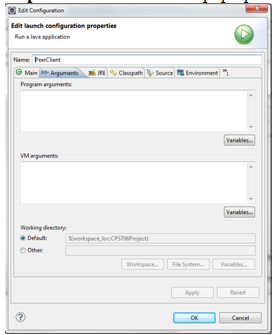 Edit Configuration
Edit launch configuration properties
Run a Java application
Name: PeerClient
Main (x)= Arguments JRE Classpath Source Environment »1
Program arguments:
Variables...
VM arguments:
Variables...
Working directory:
Default: ${workspace_loc:CPS706Project}
Other:
Workspace... File System... Variables...
Apply Revert
OK Cancel